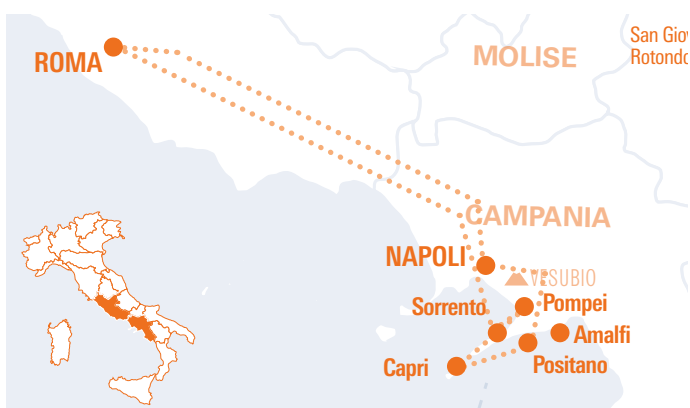 San Giov
Rotondo
ROMA
MOLISE
CAMPANIA
NAPOLI
VESUBIO
Sorrento
Pompei
Amalfi
Capri
Positano